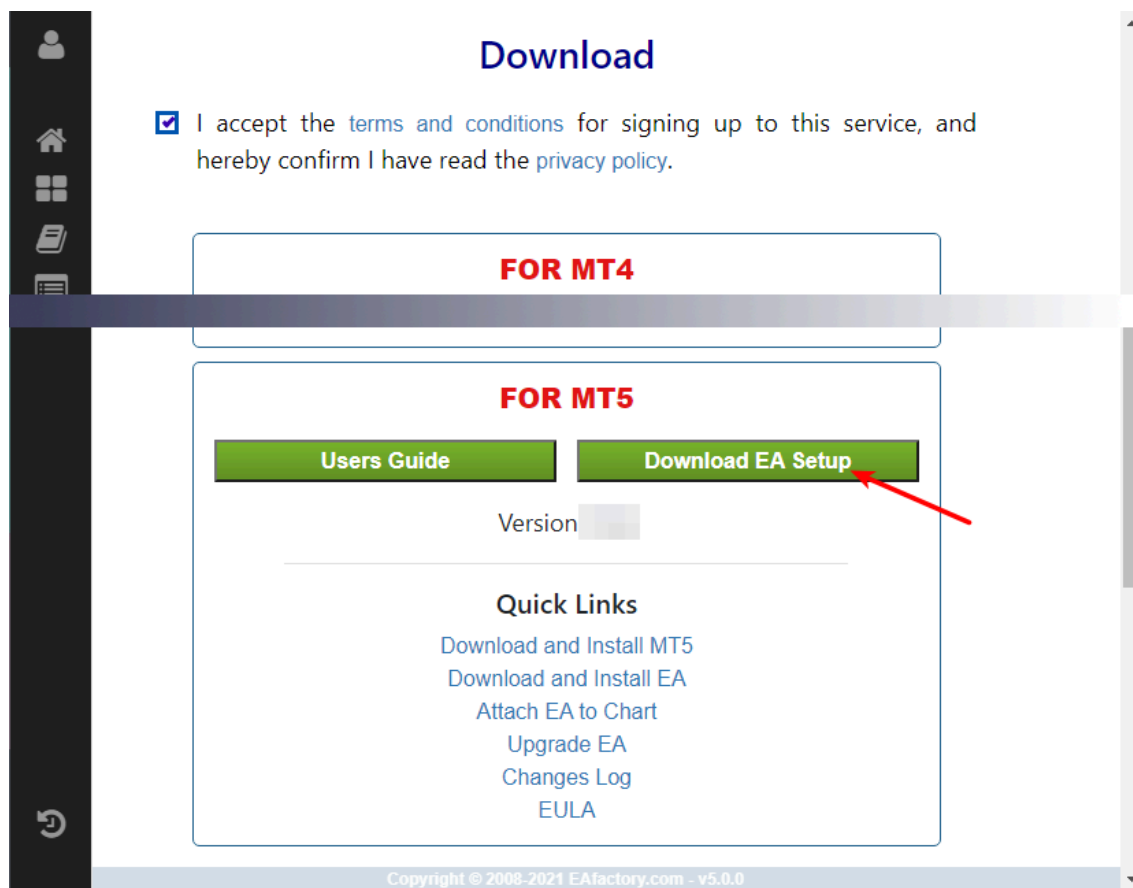 Download
I accept the terms and conditions for signing up to this service, and
hereby confirm I have read the privacy policy.
FOR MT4
FOR MT5
Users Guide
Download EA Setup
Version
Quick Links
Download and Install MT5
Download and Install EA
Attach EA to Chart
Upgrade EA
Changes Log
EULA
Copyright © 2008-2021 EAfactory.com - v5.0.0